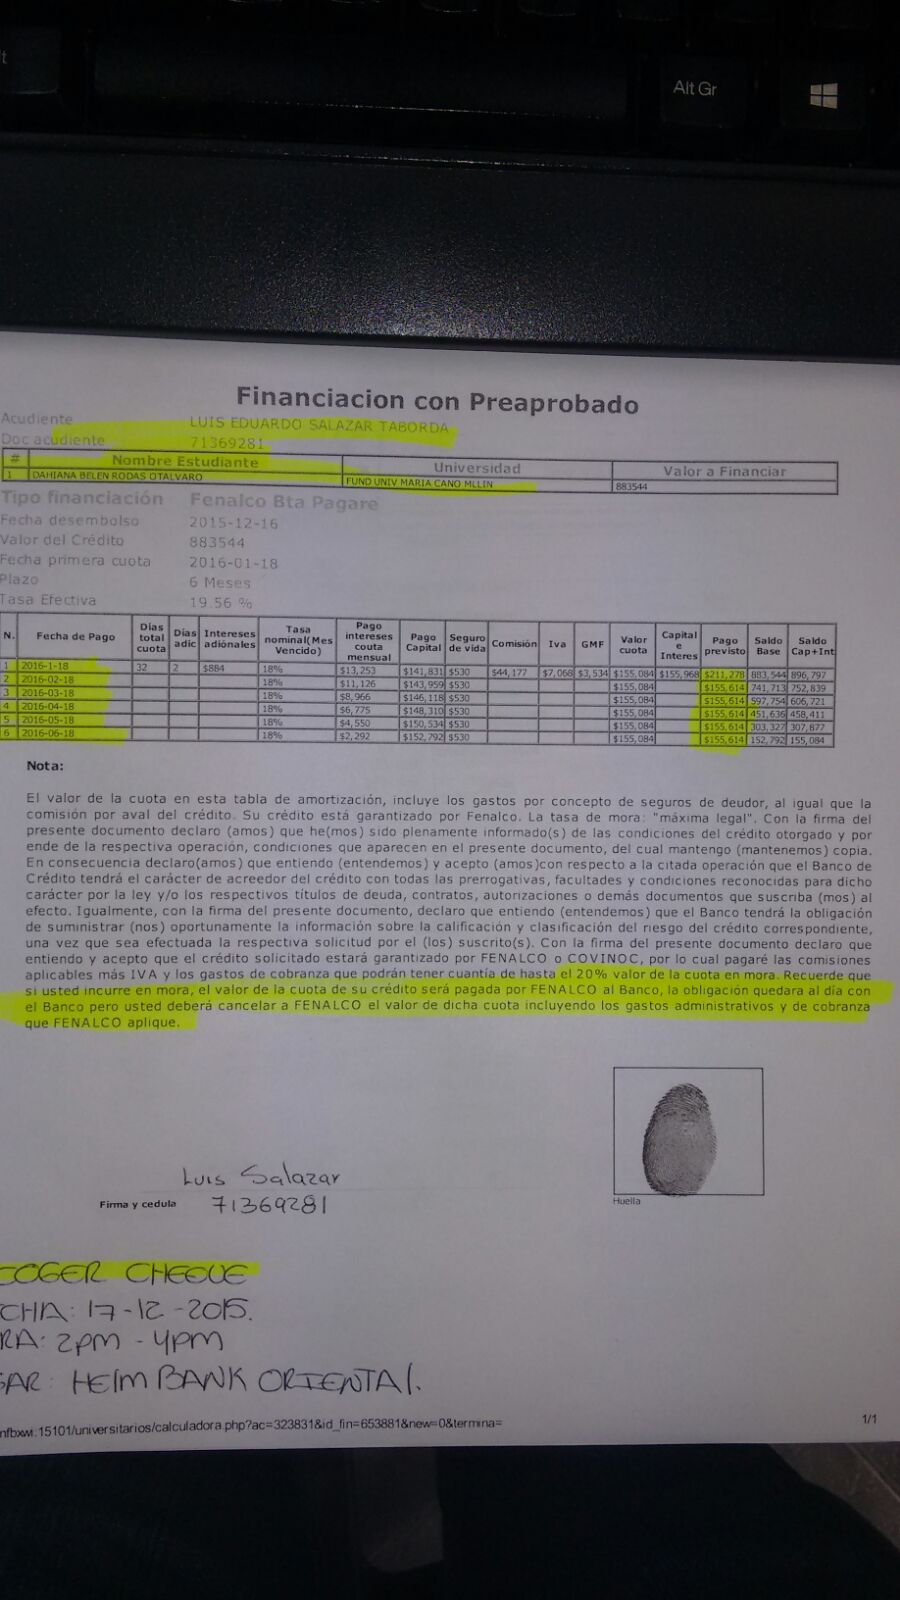 Alt Gr
Financiacion con Preaprobado
Acudiente LUIS EDUARDO SALAZAR TABORDA
Doc acudiente 71369281
# Nombre Estudiante Universidad Valor a Financiar
1 DAHIANA BELEN RODAS OTALVARO FUND UNIV MARIA CANO MLLIN 883544
Tipo financiación Fenalco Bta Pagare
Fecha desembolso 2015-12-16
Valor del Crédito 883544
Fecha primera cuota 2016-01-18
Plazo 6 Meses
Tasa Efectiva 19.56 %
N. Fecha de Pago Días total cuota Días adic Intereses adiónales Tasa nominal(Mes Vencido) Pago intereses couta mensual Pago Capital Seguro de vida Comisión Iva GMF Valor cuota Capital e Interes Pago previsto Saldo Base Saldo Cap+Int
1 2016-1-18 32 2 $884 18% $13,253 $141,831 $530 $44,177 $7,068 $3,534 $155,084 $155,968 $211,278 883,544 896,797
2 2016-02-18 18% $11,126 $143,959 $530 $155,084 $155,614 741,713 752,839
3 2016-03-18 18% $8,966 $146,118 $530 $155,084 $155,614 597,754 606,721
4 2016-04-18 18% $6,775 $148,310 $530 $155,084 $155,614 451,636 458,411
5 2016-05-18 18% $4,550 $150,534 $530 $155,084 $155,614 303,327 307,877
6 2016-06-18 18% $2,292 $152,792 $530 $155,084 $155,614 152,792 155,084
Nota:
El valor de la cuota en esta tabla de amortización, incluye los gastos por concepto de seguros de deudor, al igual que la
comisión por aval del crédito. Su crédito está garantizado por Fenalco. La tasa de mora: "máxima legal". Con la firma del
presente documento declaro (amos) que he(mos) sido plenamente informado(s) de las condiciones del crédito otorgado y por
ende de la respectiva operación, condiciones que aparecen en el presente documento, del cual mantengo (mantenemos) copia.
En consecuencia declaro(amos) que entiendo (entendemos) y acepto (amos)con respecto a la citada operación que el Banco de
Crédito tendrá el carácter de acreedor del crédito con todas las prerrogativas, facultades y condiciones reconocidas para dicho
carácter por la ley y/o los respectivos títulos de deuda, contratos, autorizaciones o demás documentos que suscriba (mos) al
efecto. Igualmente, con la firma del presente documento, declaro que entiendo (entendemos) que el Banco tendrá la obligación
de suministrar (nos) oportunamente la información sobre la calificación y clasificación del riesgo del crédito correspondiente,
una vez que sea efectuada la respectiva solicitud por el (los) suscrito(s). Con la firma del presente documento declaro que
entiendo y acepto que el crédito solicitado estará garantizado por FENALCO o COVINOC, por lo cual pagaré las comisiones
aplicables más IVA y los gastos de cobranza que podrán tener cuantía de hasta el 20% valor de la cuota en mora. Recuerde que
si usted incurre en mora, el valor de la cuota de su crédito será pagada por FENALCO al Banco, la obligación quedara al día con
el Banco pero usted deberá cancelar a FENALCO el valor de dicha cuota incluyendo los gastos administrativos y de cobranza
que FENALCO aplique.
Luis Salazar
Firma y cedula 71369281
Huella
COGER CHEQUE
CHA: 17-12-2015.
RA: 2PM - 4PM
GAR: HELM BANK ORIENTAL.
nfbxwi.15101/universitarios/calculadora.php?ac=323831&id_fin=653881&new=0&termina= 1/1